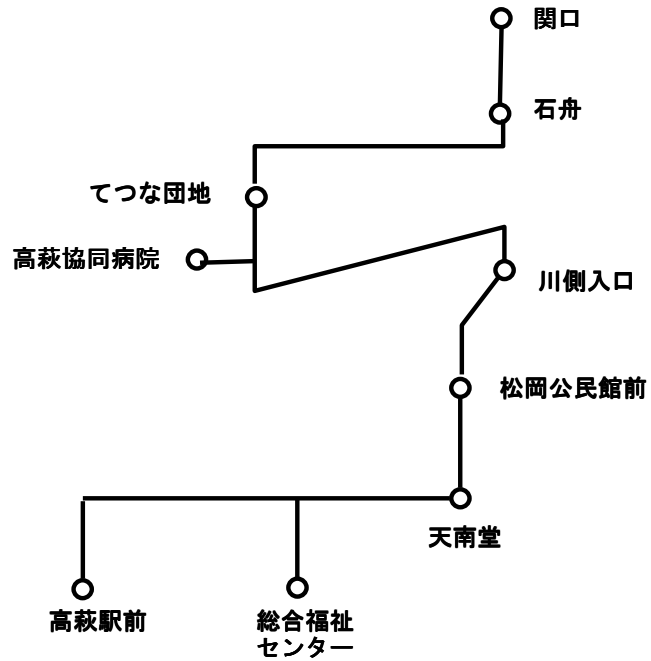 関口
石舟
てつな団地
高萩協同病院
川側入口
松岡公民館前
天南堂
高萩駅前
総合福祉
センター